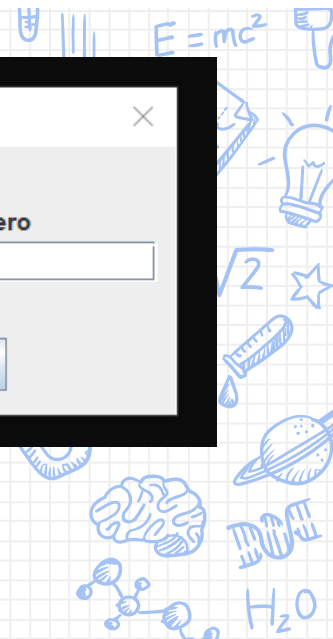 E = mc²
ero
√2
H₂O